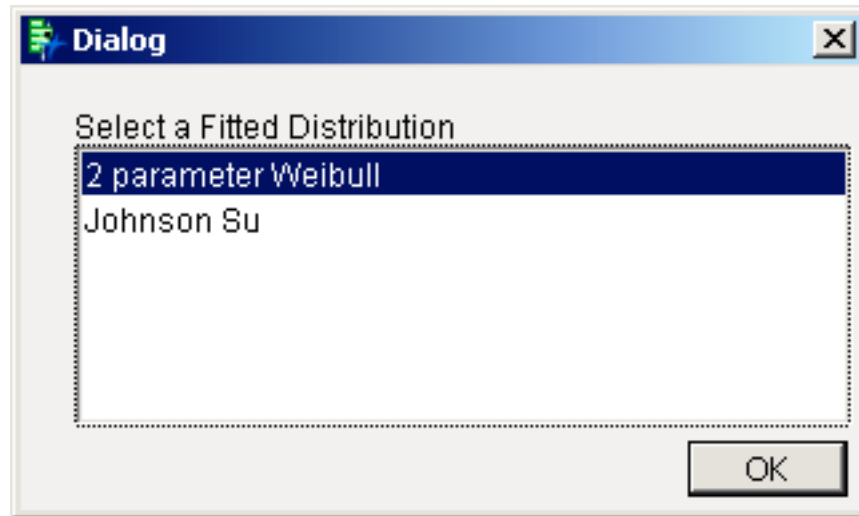 Dialog
Select a Fitted Distribution
2 parameter Weibull
Johnson Su
OK